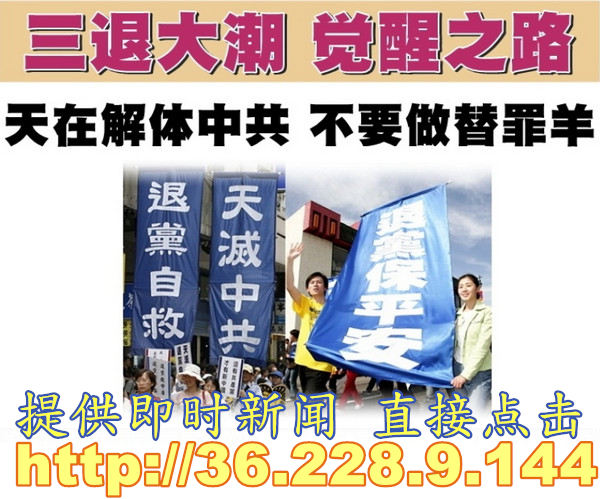 三退大潮 觉醒之路
天在解体中共 不要做替罪羊
退黨自救
天滅中共
退黨保平安
提供即时新闻 直接点击
http://36.228.9.144